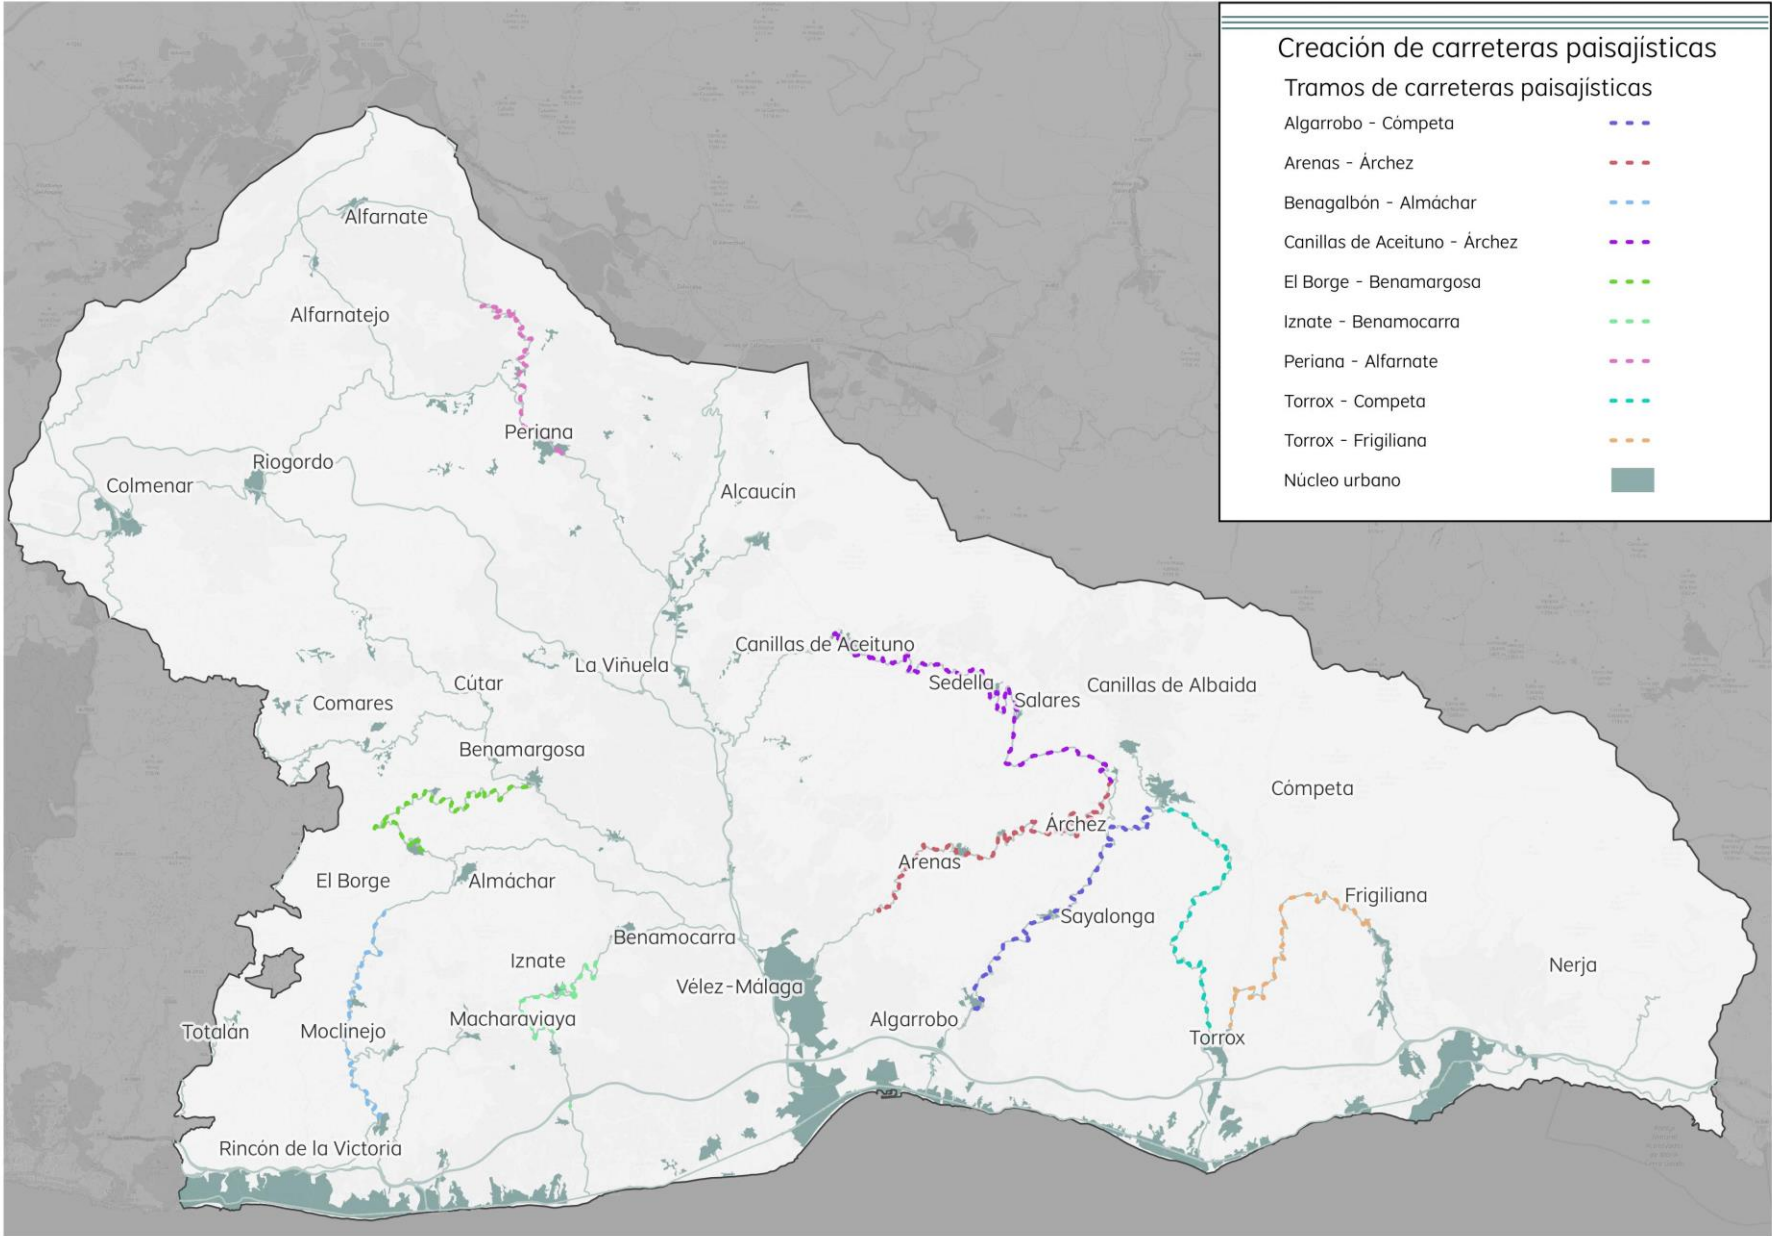 Creación de carreteras paisajísticas
Tramos de carreteras paisajísticas
Algarrobo - Cómpeta
Arenas - Árchez
Benagalbón - Almáchar
Canillas de Aceituno - Árchez
El Borge - Benamargosa
Iznate - Benamocarra
Periana - Alfarnate
Torrox - Competa
Torrox - Frigiliana
Núcleo urbano
Alfarnate
Alfarnatejo
Periana
Riogordo
Colmenar
Alcaucín
Canillas de Aceituno
La Viñuela
Cútar
Sedella
Canillas de Albaida
Salares
Comares
Benamargosa
Cómpeta
Árchez
Arenas
El Borge
Almáchar
Frigiliana
Sayalonga
Benamocarra
Iznate
Nerja
Vélez-Málaga
Macharaviaya
Algarrobo
Totalán
Moclinejo
Torrox
Rincón de la Victoria